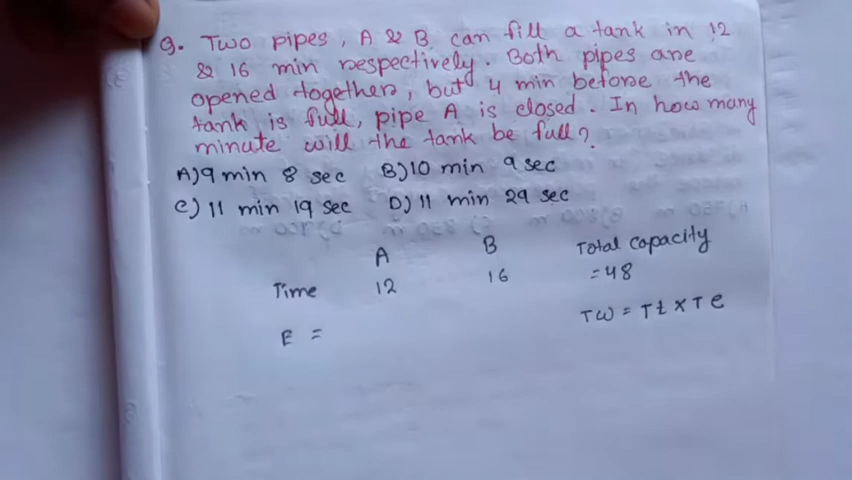 9. Two pipes, A & B can fill a tank in 12
& 16 min respectively. Both pipes are
opened together, but 4 min before the
tank is full, pipe A is closed. In how many
minute will the tank be full?
A) 9 min 8 sec B) 10 min 9 sec
C) 11 min 19 sec D) 11 min 29 sec
A B Total capacity
Time 12 16 = 48
E = TW = Tt x Te